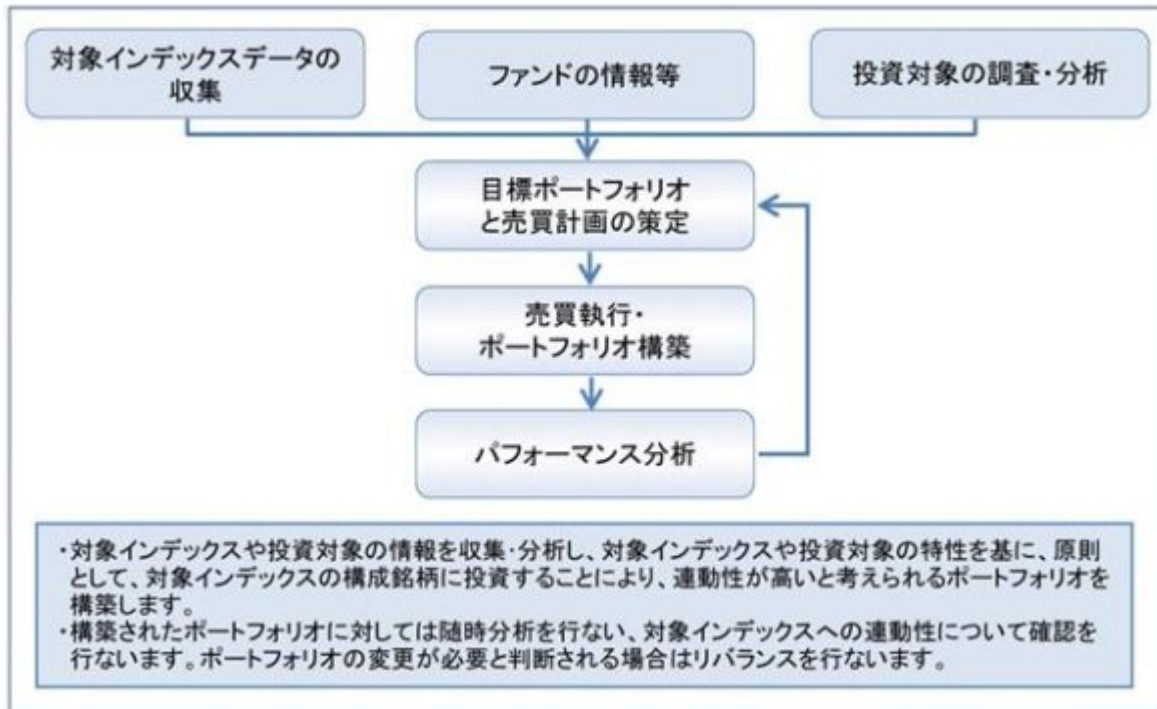 対象インデックスデータの
収集
ファンドの情報等
投資対象の調査・分析
目標ポートフォリオ
と売買計画の策定
売買執行・
ポートフォリオ構築
パフォーマンス分析
・対象インデックスや投資対象の情報を収集・分析し、対象インデックスや投資対象の特性を基に、原則
として、対象インデックスの構成銘柄に投資することにより、連動性が高いと考えられるポートフォリオを
構築します。
・構築されたポートフォリオに対しては随時分析を行ない、対象インデックスへの連動性について確認を
行ないます。ポートフォリオの変更が必要と判断される場合はリバランスを行ないます。